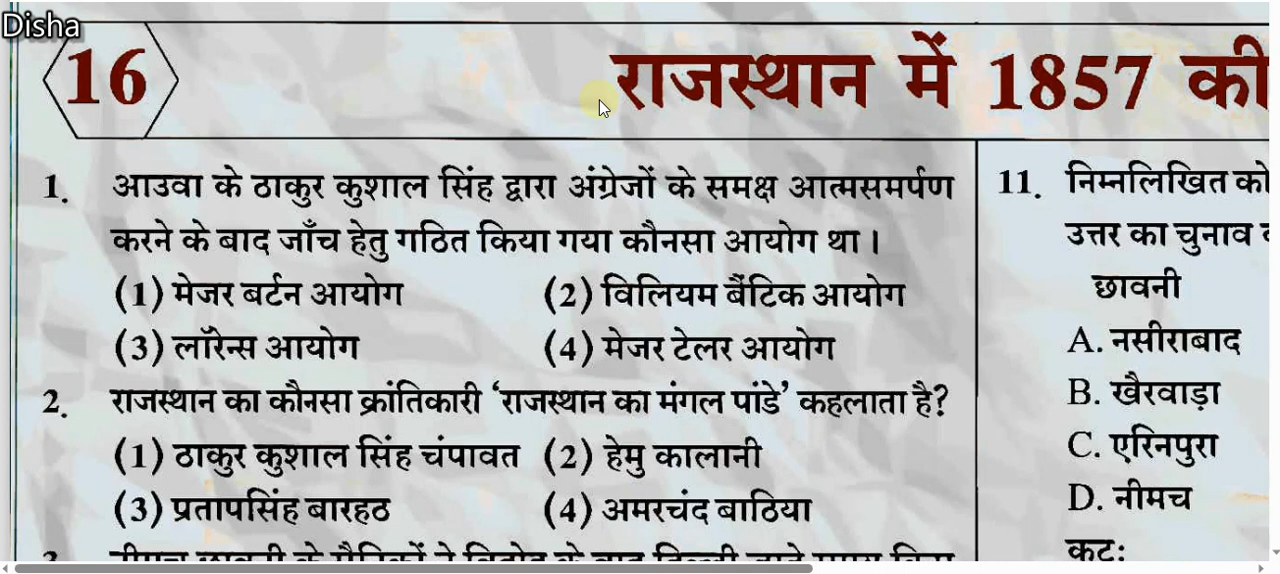 Disha
16
राजस्थान में 1857 की
1. आउवा के ठाकुर कुशाल सिंह द्वारा अंग्रेजों के समक्ष आत्मसमर्पण
करने के बाद जाँच हेतु गठित किया गया कौनसा आयोग था।
(1) मेजर बर्टन आयोग (2) विलियम बैंटिक आयोग
(3) लॉरेन्स आयोग (4) मेजर टेलर आयोग
2. राजस्थान का कौनसा क्रांतिकारी ‘राजस्थान का मंगल पांडे’ कहलाता है?
(1) ठाकुर कुशाल सिंह चंपावत (2) हेमु कालानी
(3) प्रतापसिंह बारहठ (4) अमरचंद बाठिया
11. निम्नलिखित को
उत्तर का चुनाव
छावनी
A. नसीराबाद
B. खैरवाड़ा
C. एरिनपुरा
D. नीमच
कूटः